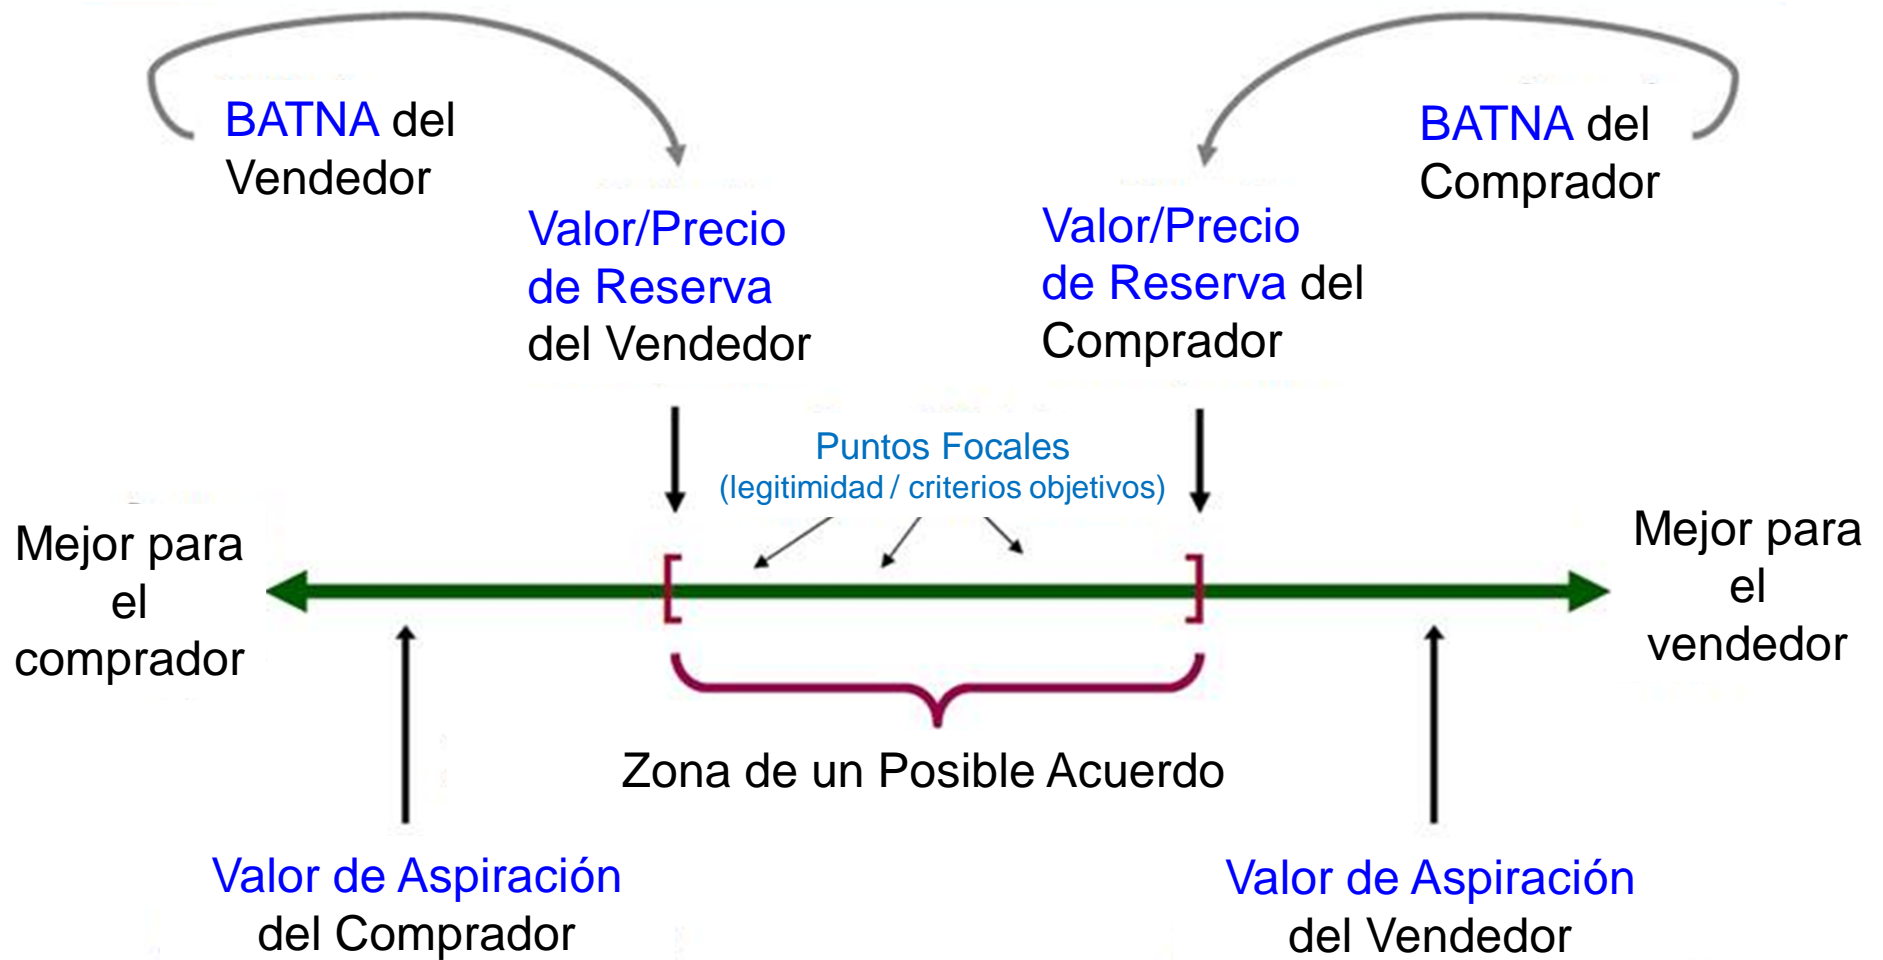 BATNA del
Vendedor
BATNA del
Comprador
Valor/Precio
de Reserva
del Vendedor
Valor/Precio
de Reserva del
Comprador
Puntos Focales
(legitimidad / criterios objetivos)
Mejor para
el
comprador
Mejor para
el
vendedor
Zona de un Posible Acuerdo
Valor de Aspiración
del Comprador
Valor de Aspiración
del Vendedor